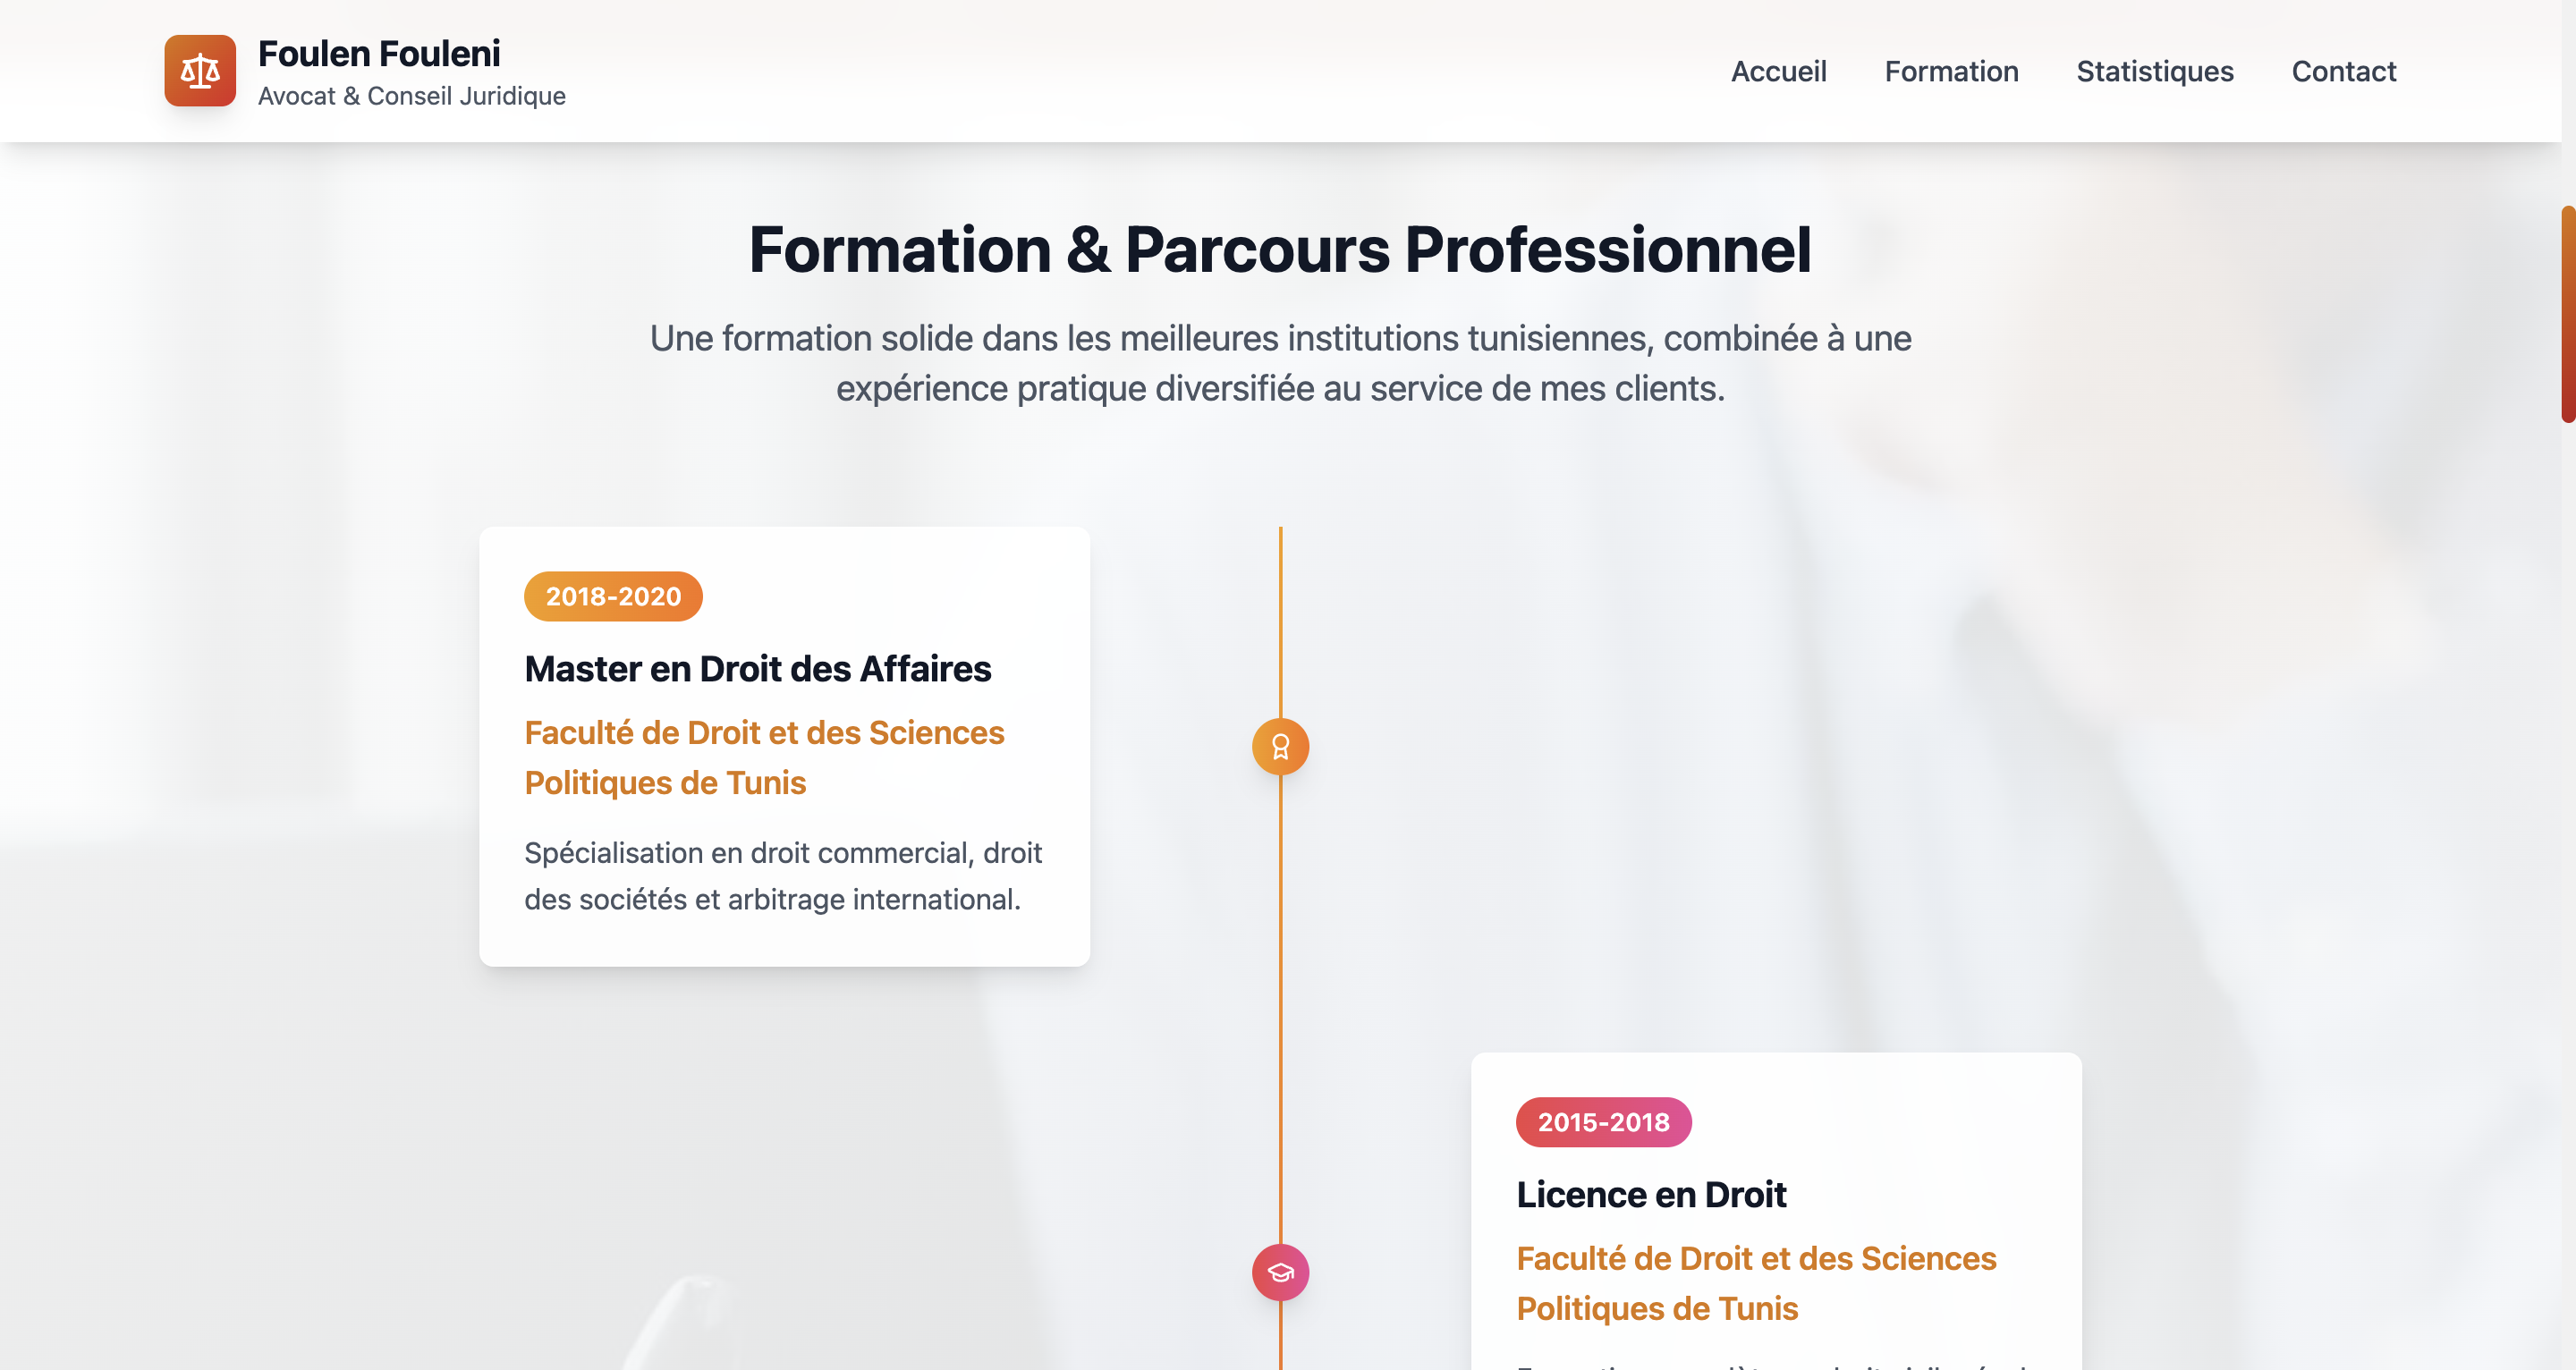 Foulen Fouleni
Avocat & Conseil Juridique
Accueil Formation Statistiques Contact
Formation & Parcours Professionnel
Une formation solide dans les meilleures institutions tunisiennes, combinée à une
expérience pratique diversifiée au service de mes clients.
2018-2020
Master en Droit des Affaires
Faculté de Droit et des Sciences
Politiques de Tunis
Spécialisation en droit commercial, droit
des sociétés et arbitrage international.
2015-2018
Licence en Droit
Faculté de Droit et des Sciences
Politiques de Tunis